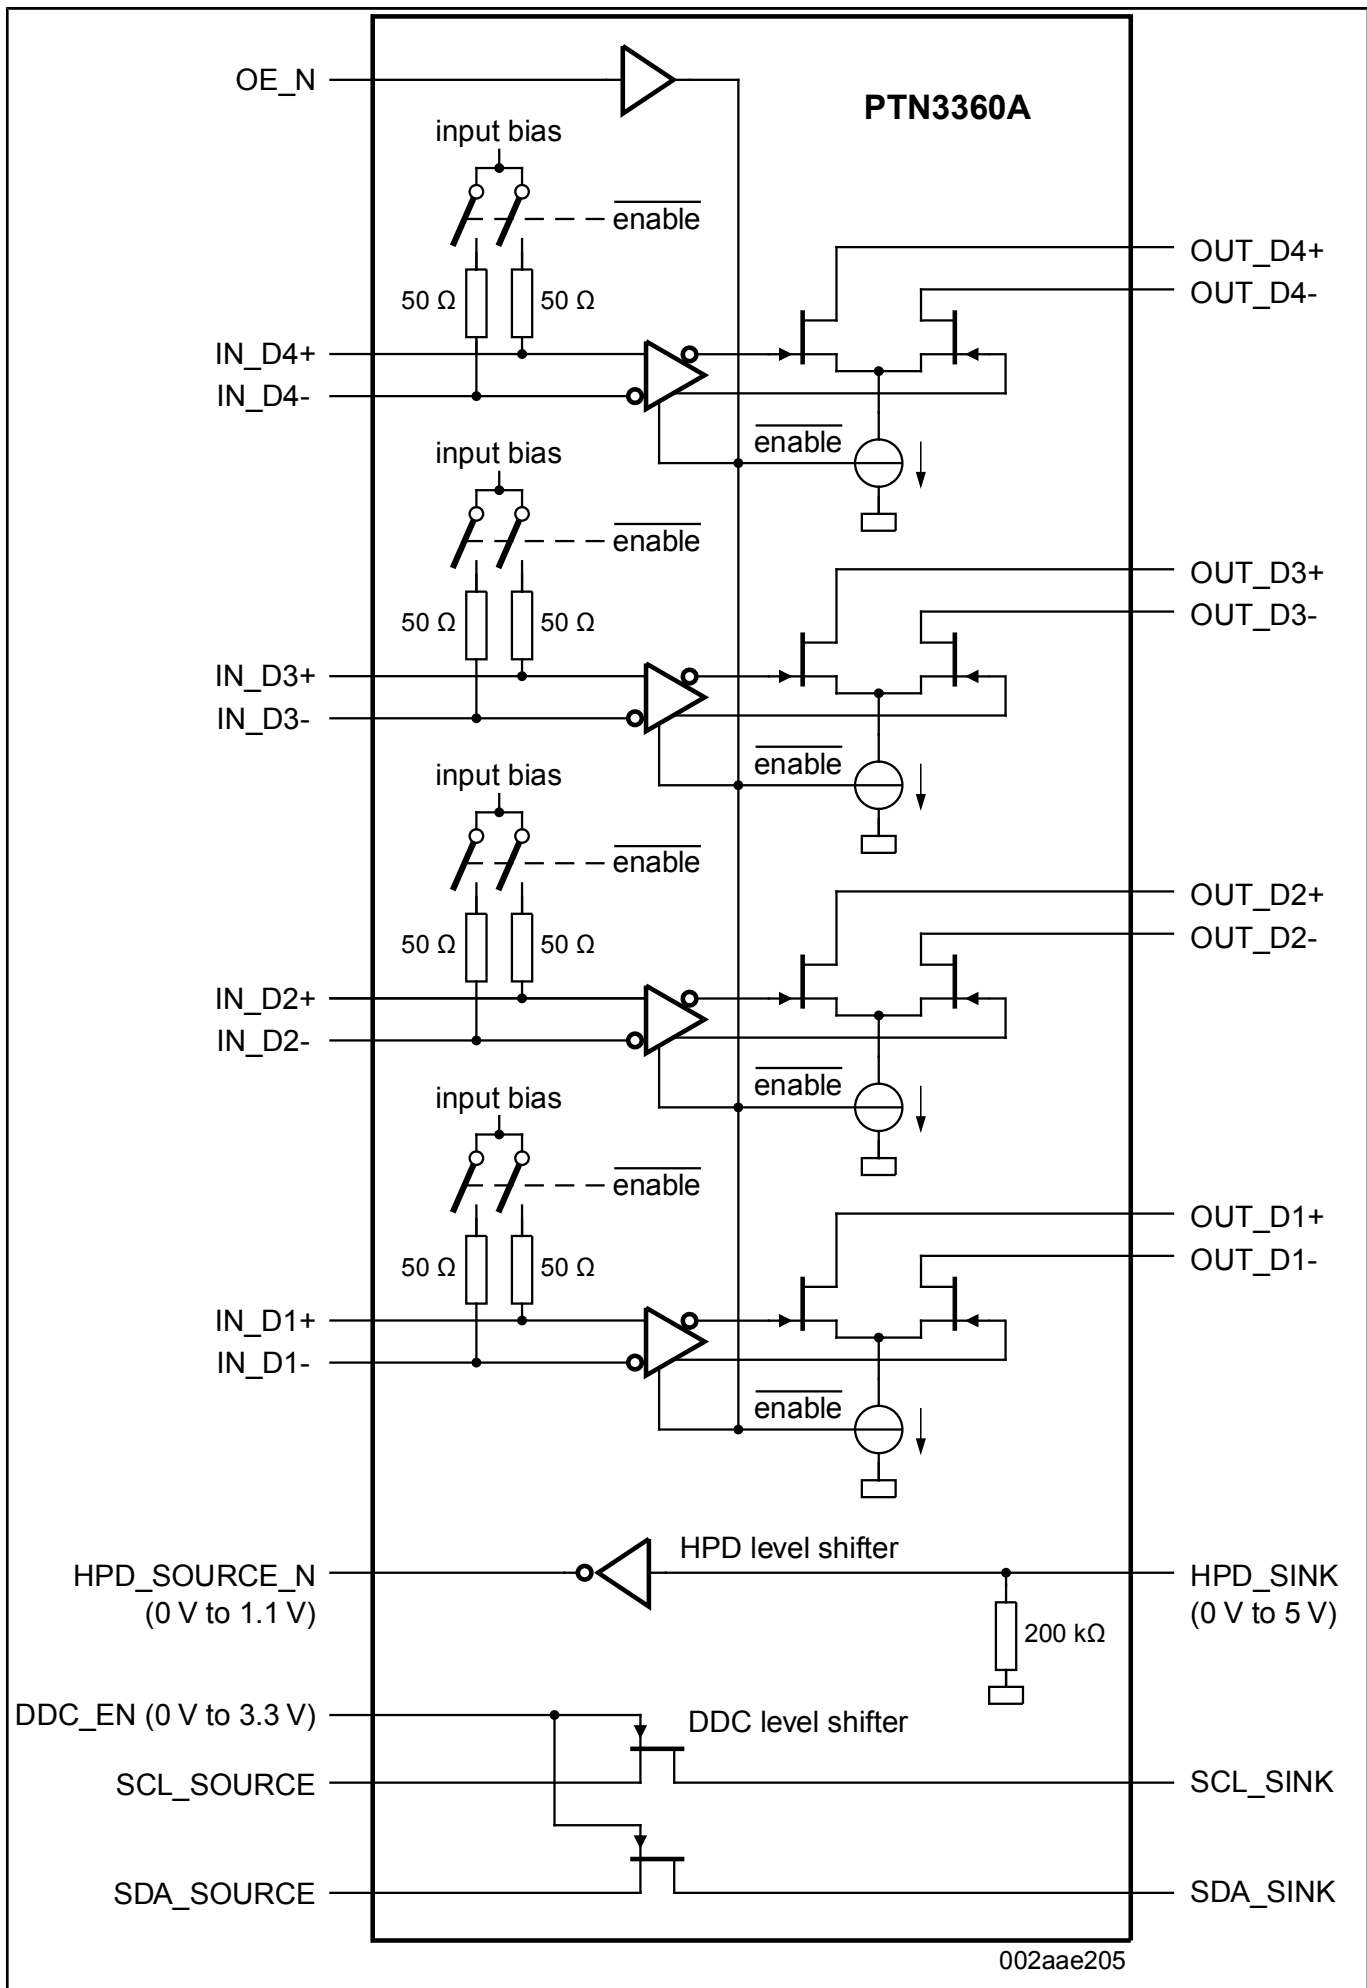 OE_N
PTN3360A
input bias
enable
OUT_D4+
OUT_D4-
50 Ω
50 Ω
IN_D4+
IN_D4-
enable
input bias
enable
OUT_D3+
OUT_D3-
50 Ω
50 Ω
IN_D3+
IN_D3-
enable
input bias
enable
OUT_D2+
OUT_D2-
50 Ω
50 Ω
IN_D2+
IN_D2-
enable
input bias
enable
OUT_D1+
OUT_D1-
50 Ω
50 Ω
IN_D1+
IN_D1-
enable
HPD level shifter
HPD_SOURCE_N
(0 V to 1.1 V)
HPD_SINK
(0 V to 5 V)
200 kΩ
DDC_EN (0 V to 3.3 V)
DDC level shifter
SCL_SOURCE
SCL_SINK
SDA_SOURCE
SDA_SINK
002aae205